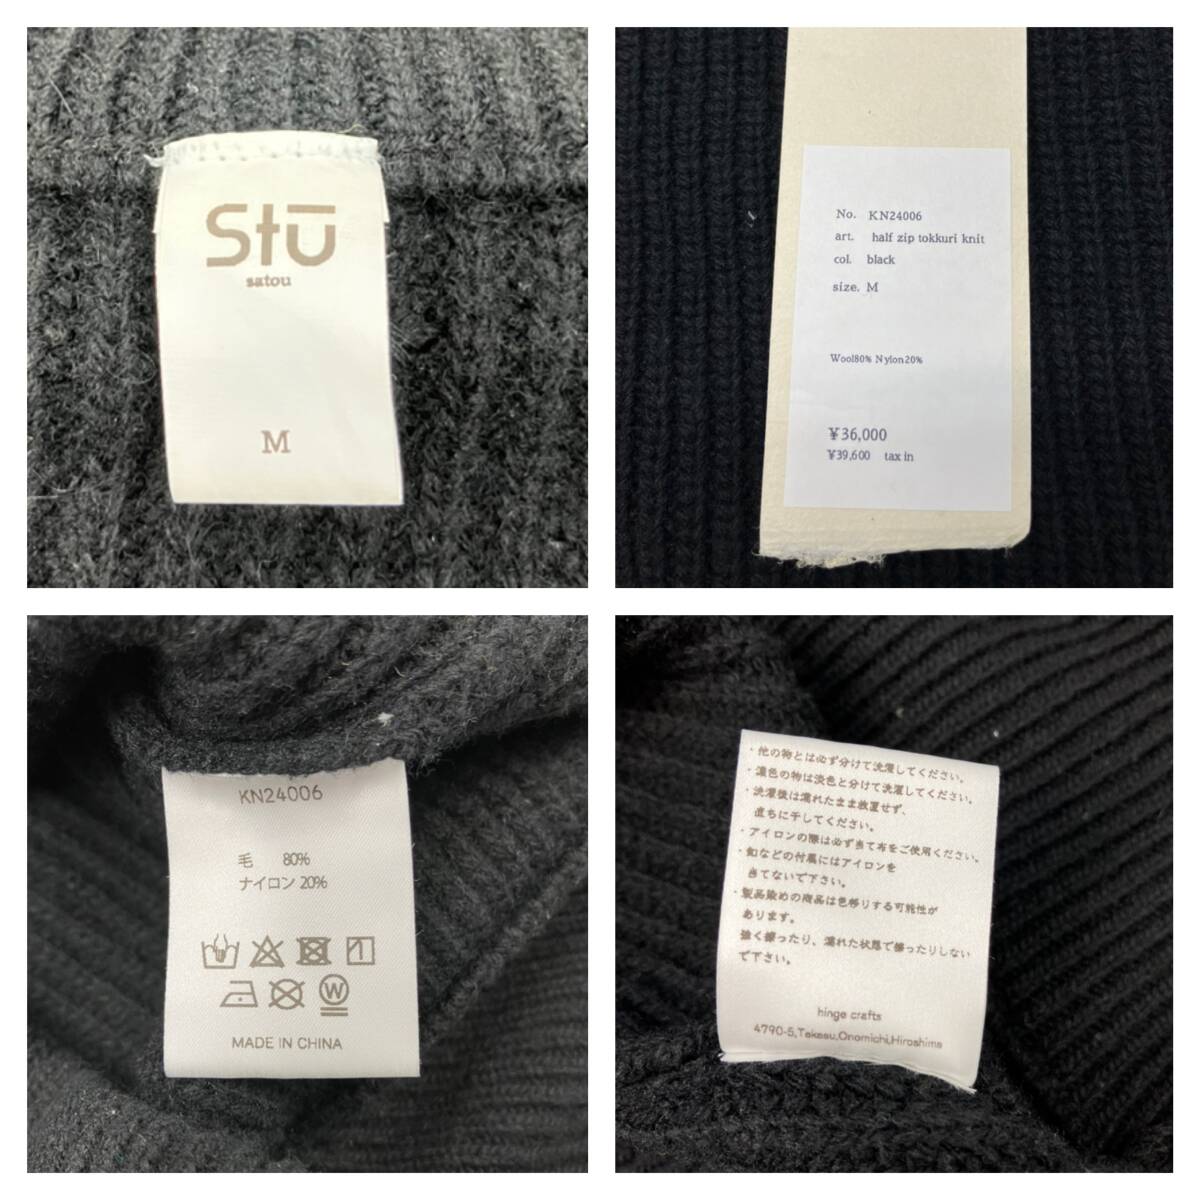 Stū
satou
M
No. KN24006
art. half zip tokkuri knit
col. black
size. M
Wool80% Nylon20%
¥36,000
¥39,600 tax in
KN24006
毛 80%
ナイロン 20%
W
MADE IN CHINA
・他の物とは必ず分けて洗濯してください。
・濃色の物は淡色と分けて洗濯してください。
・洗濯後は濡れたまま放置せず、
直ちに干してください。
・アイロンの際は必ず当て布をご使用ください。
・釦などの付属にはアイロンを
当てないで下さい。
・製品染めの商品は色移りする可能性が
あります。
強く擦ったり、濡れた状態で擦ったりしない
で下さい。
hinge crafts
4790-5,Takasu,Onomichi,Hiroshima